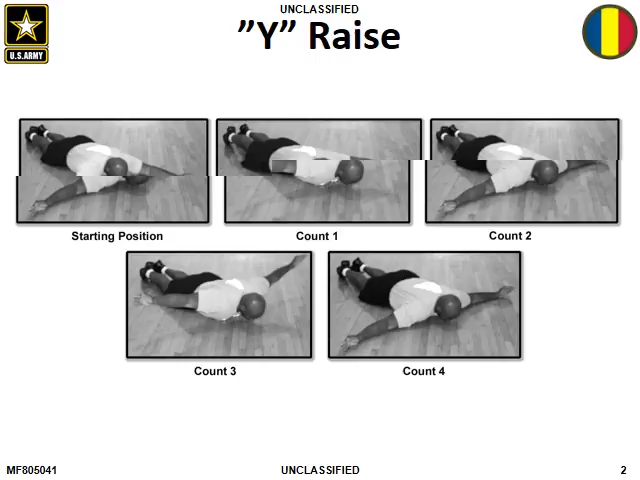 UNCLASSIFIED
”Y” Raise
U.S.ARMY
Starting Position
Count 1
Count 2
Count 3
Count 4
MF805041
UNCLASSIFIED
2